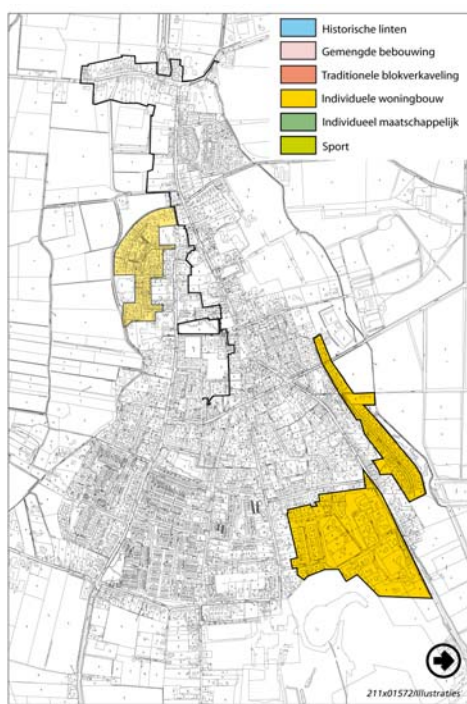 Historische linten
Gemengde bebouwing
Traditionele blokverkaveling
Individuele woningbouw
Individueel maatschappelijk
Sport
211x01572/Illustraties